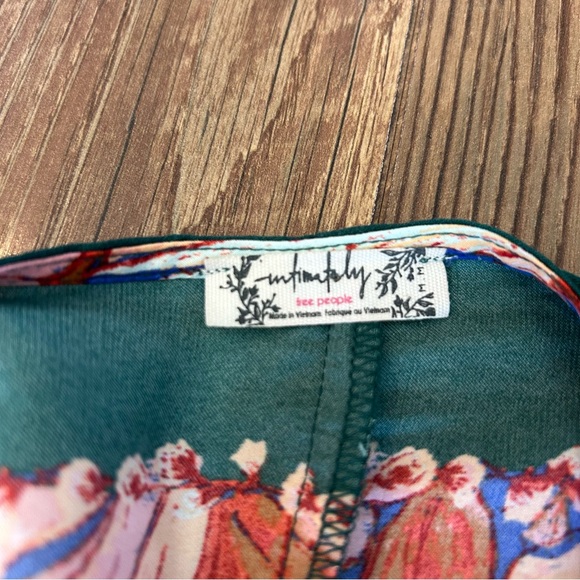 intimately
free people
Made in Vietnam Fabriqué au Vietnam
M M